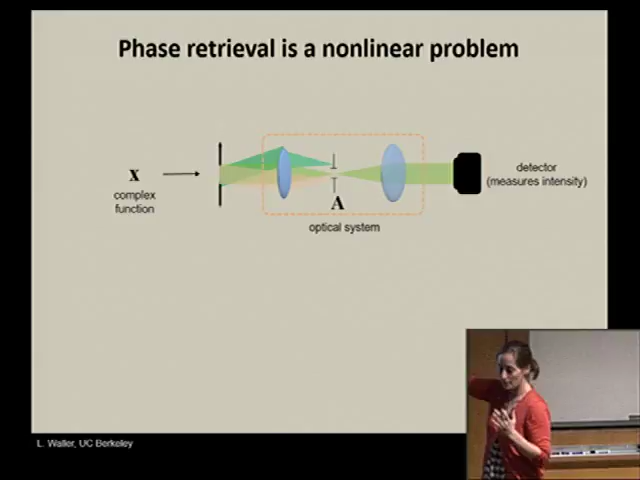 Phase retrieval is a nonlinear problem
x
complex
function
A
optical system
detector
(measures intensity)
L. Waller, UC Berkeley